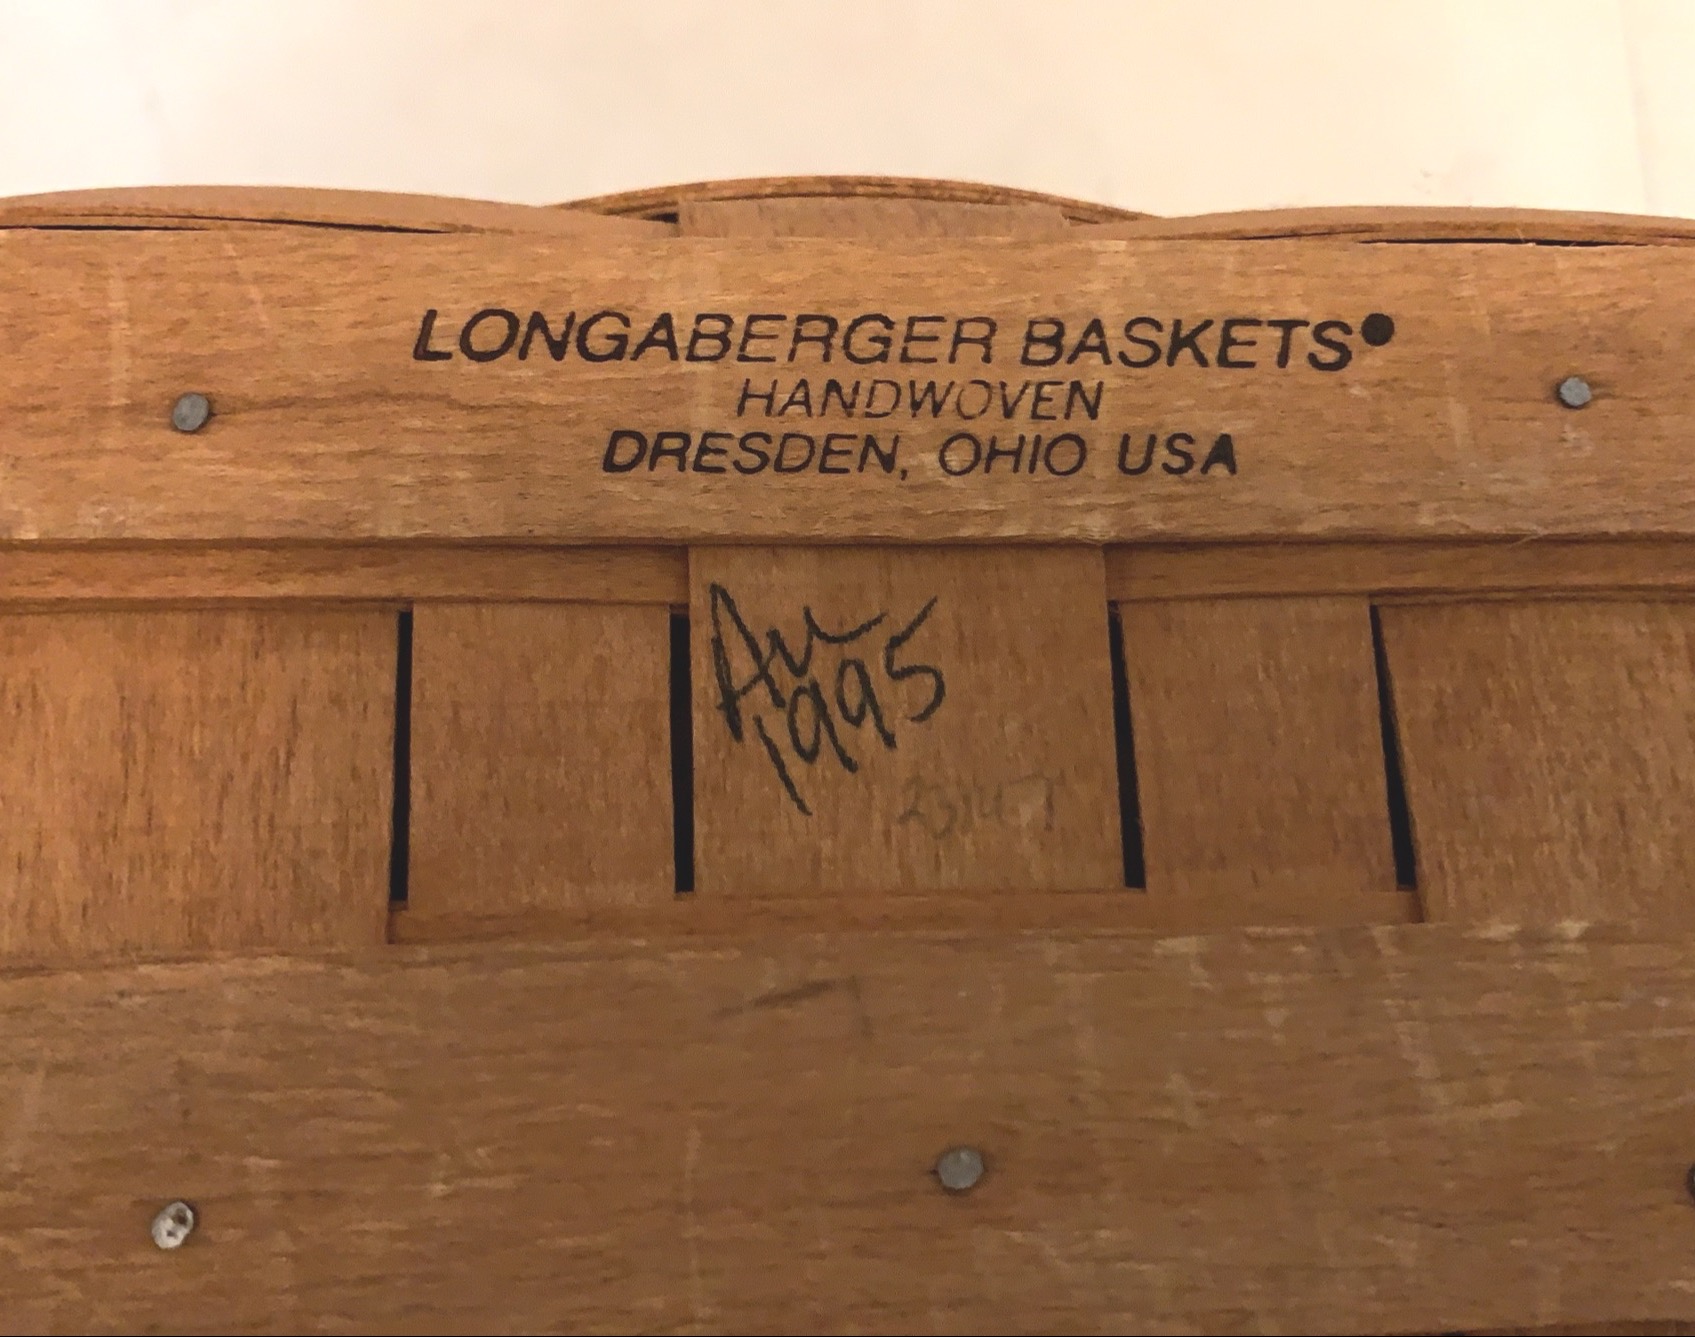 LONGABERGER BASKETS®
HANDWOVEN
DRESDEN, OHIO USA
1995